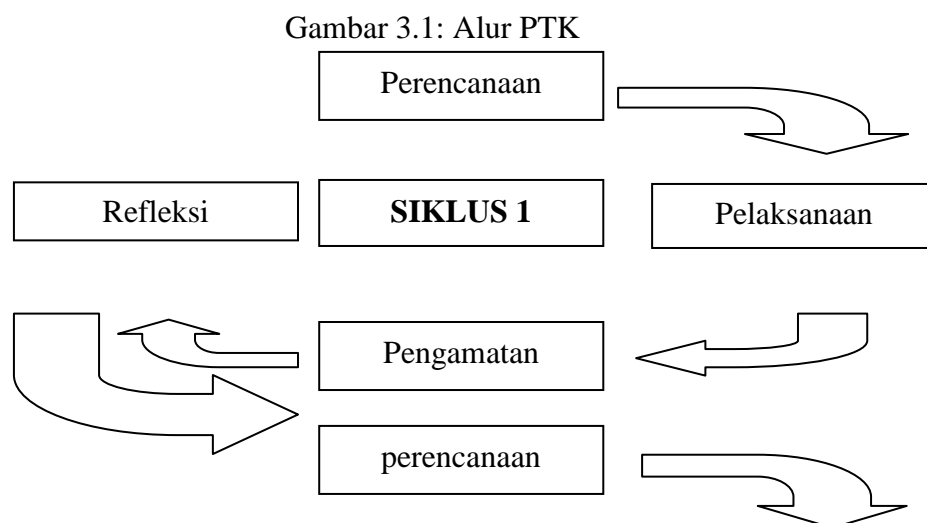 Gambar 3.1: Alur PTK
Perencanaan
Refleksi
SIKLUS 1
Pelaksanaan
Pengamatan
perencanaan